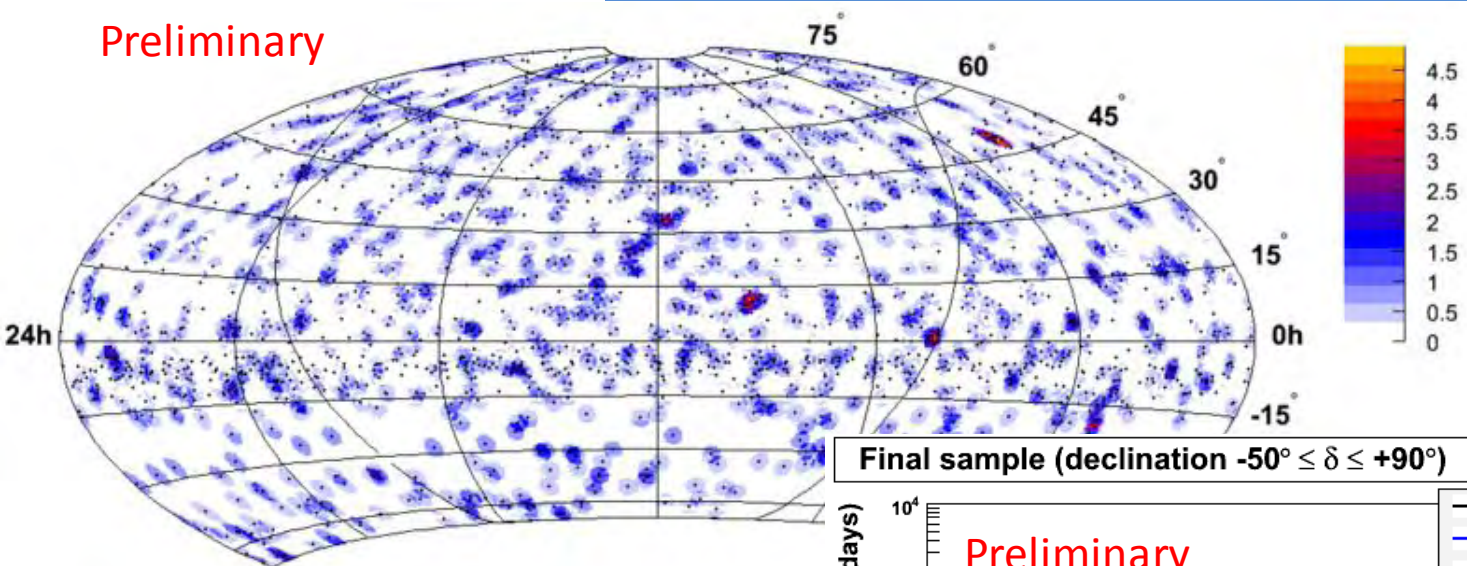 Preliminary
75°
60°
45°
30°
15°
24h
0h
-15°
4.5
4
3.5
3
2.5
2
1.5
1
0.5
0
Final sample (declination -50° ≤ δ ≤ +90°)
10⁴
days)
Preliminary